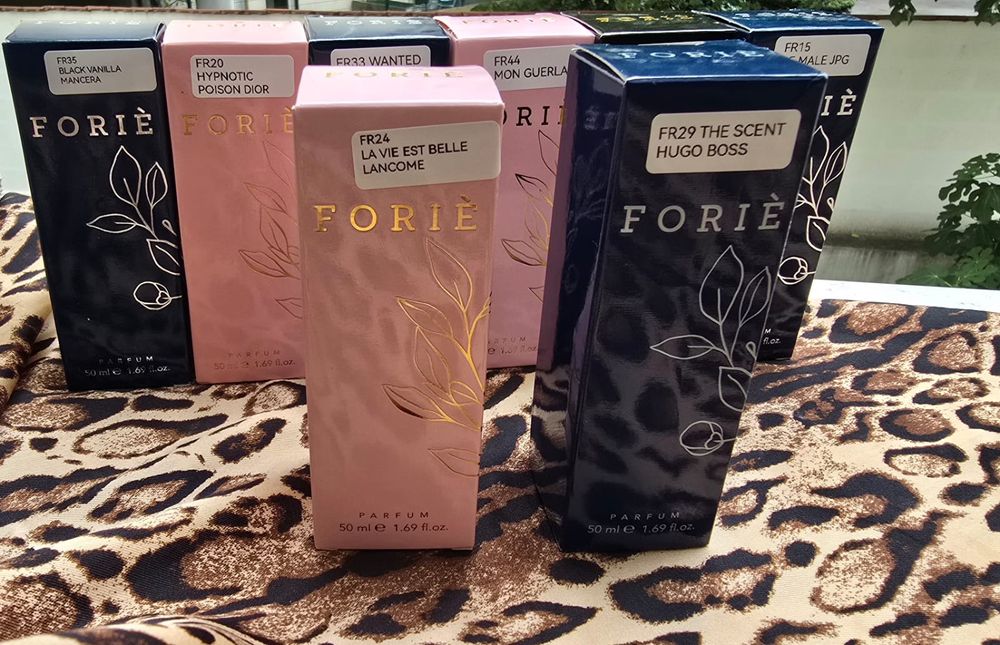 FR35
BLACK VANILLA
MANCERA
FORIÈ
PARFUM
50 ml e 1.69 fl.oz.
FR20
HYPNOTIC
POISON DIOR
FORIÈ
PARFUM
50 ml e 1.69 fl.oz.
FR33 WANTED
FR44
MON GUERLA
FR15
MALE JPG
FR24
LA VIE EST BELLE
LANCOME
FORIÈ
PARFUM
50 ml e 1.69 fl.oz.
FR29 THE SCENT
HUGO BOSS
FORIÈ
PARFUM
50 ml e 1.69 fl.oz.